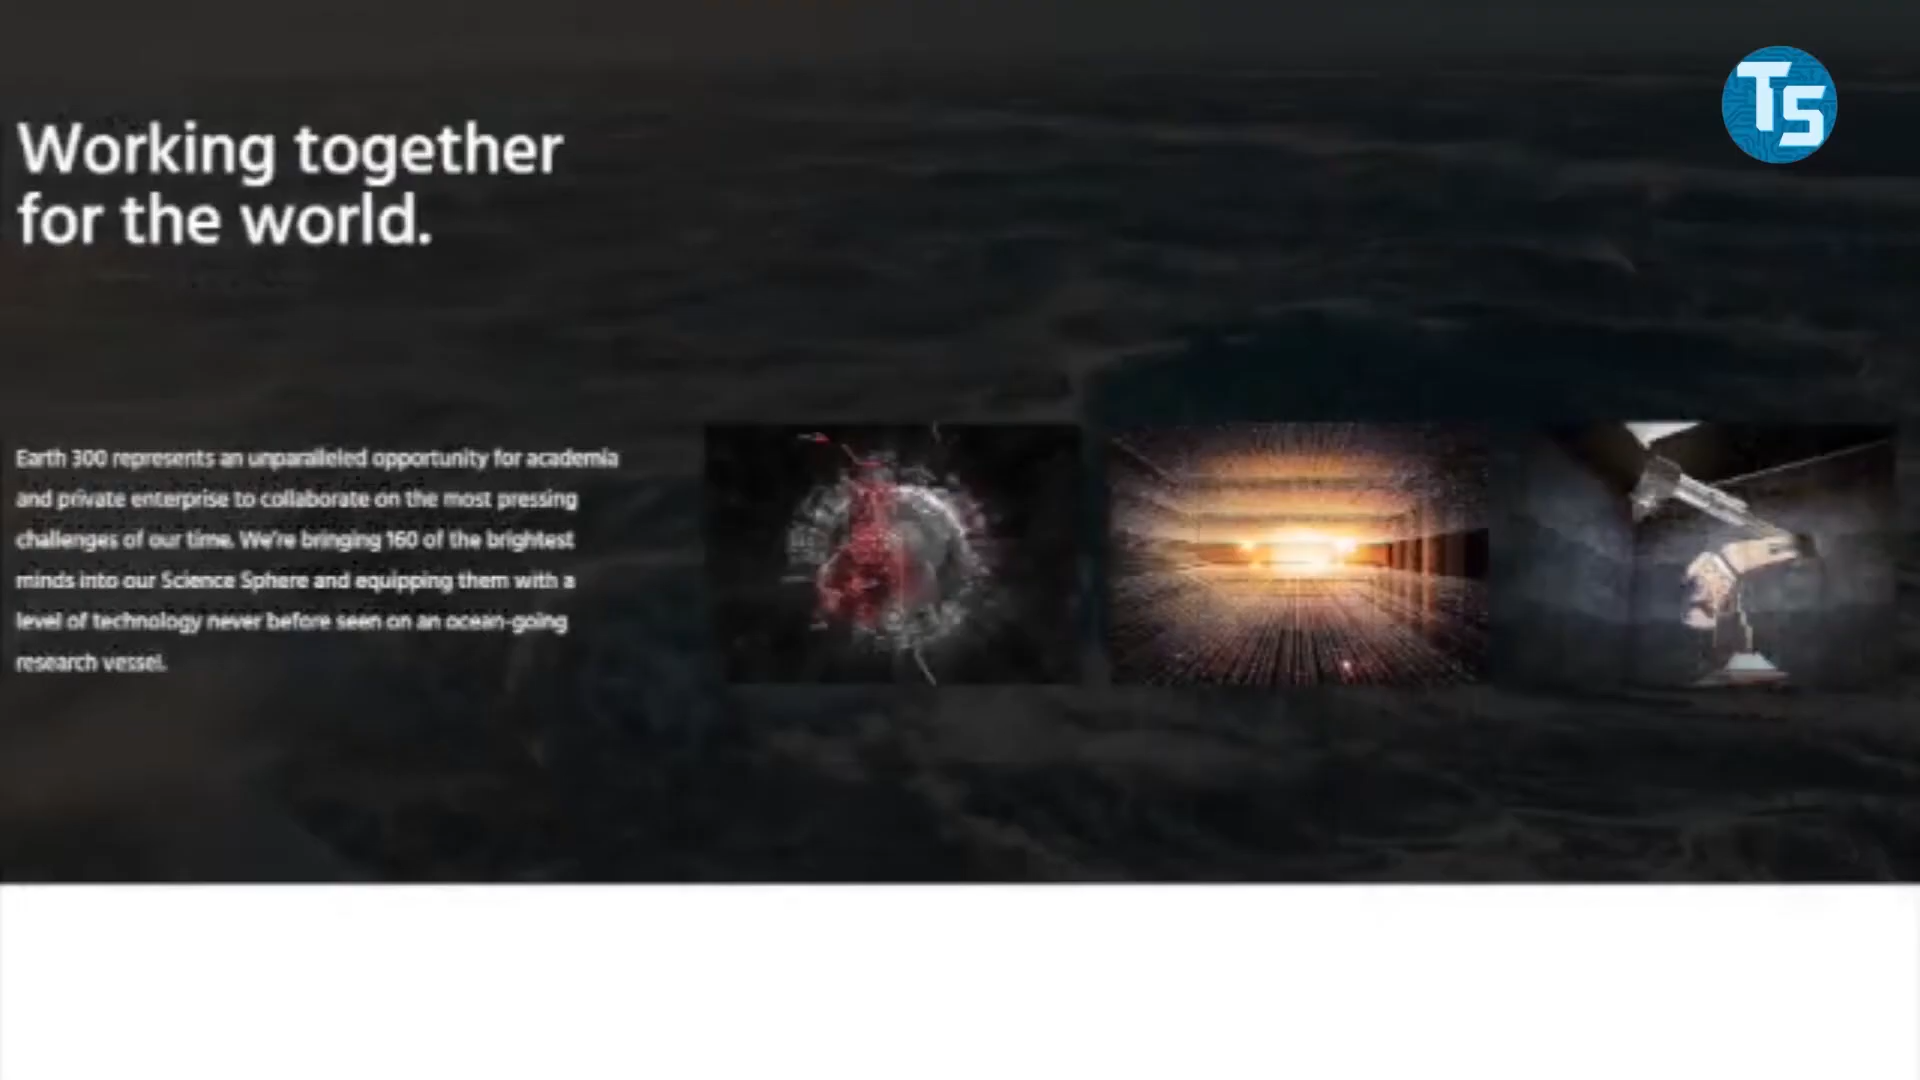 TS
Working together
for the world.
Earth 300 represents an unparalleled opportunity for academia
and private enterprise to collaborate on the most pressing
challenges of our time. We're bringing 160 of the brightest
minds into our Science Sphere and equipping them with a
level of technology never before seen on an ocean-going
research vessel.